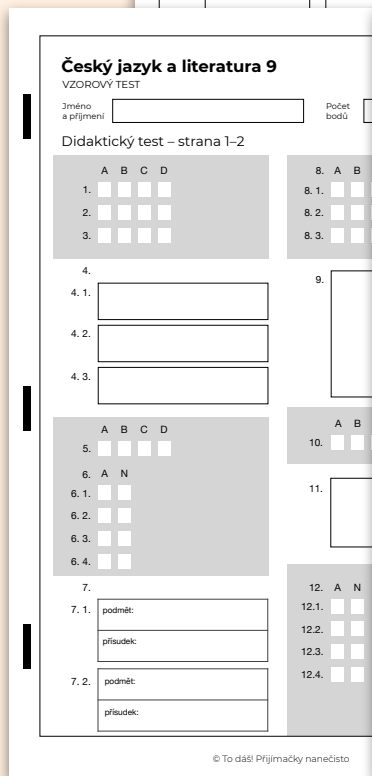 Český jazyk a literatura 9
VZOROVÝ TEST
Jméno
a příjmení
Počet
bodů
Didaktický test – strana 1–2
A B C D
1.
2.
3.
4.
4. 1.
4. 2.
4. 3.
A B C D
5.
6. A N
6. 1.
6. 2.
6. 3.
6. 4.
7.
7. 1. podmět:
přísudek:
7. 2. podmět:
přísudek:
8. A B
8. 1.
8. 2.
8. 3.
9.
A B
10.
11.
12. A N
12.1.
12.2.
12.3.
12.4.
© To dáš! Přijímačky nanečisto